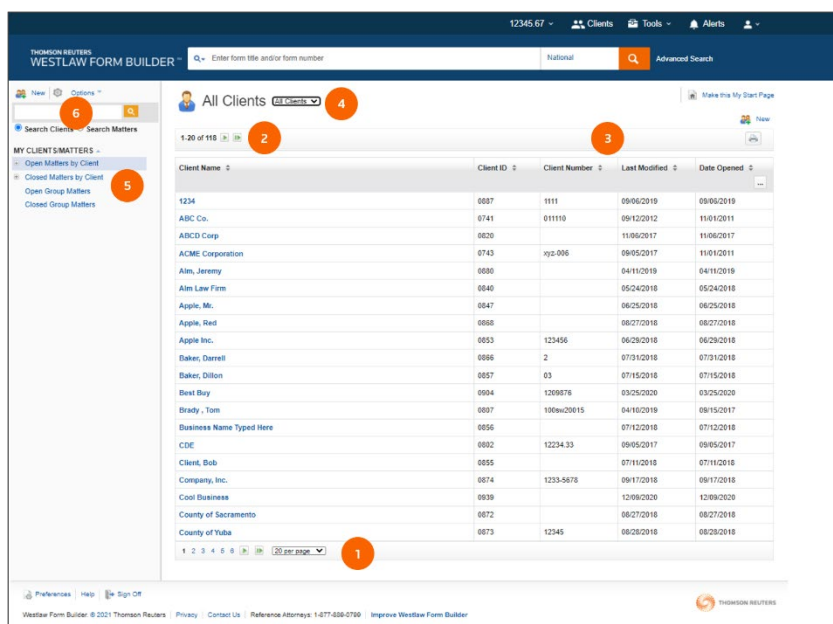 12345.67 Clients Tools Alerts
THOMSON REUTERS
WESTLAW FORM BUILDER™
Enter form title and/or form number National Advanced Search
New Options
6
Search Clients Search Matters
MY CLIENTS/MATTERS
Open Matters by Client
Closed Matters by Client
5
Open Group Matters
Closed Group Matters
All Clients All Clients 4
Make this My Start Page
New
1-20 of 118 2 3
Client Name Client ID Client Number Last Modified Date Opened
...
1234 0887 1111 09/06/2019 09/06/2019
ABC Co. 0741 011110 09/12/2012 11/01/2011
ABCD Corp 0820 11/06/2017 11/06/2017
ACME Corporation 0743 xyz-006 09/05/2017 11/01/2011
Alm, Jeremy 0880 04/11/2019 04/11/2019
Alm Law Firm 0840 05/24/2018 05/24/2018
Apple, Mr. 0847 06/25/2018 06/25/2018
Apple, Red 0868 08/27/2018 08/27/2018
Apple Inc. 0853 123456 06/29/2018 06/29/2018
Baker, Darrell 0866 2 07/31/2018 07/31/2018
Baker, Dillon 0857 03 07/15/2018 07/15/2018
Best Buy 0904 1209876 03/25/2020 03/25/2020
Brady , Tom 0807 100sw20015 04/10/2019 09/15/2017
Business Name Typed Here 0856 07/12/2018 07/12/2018
CDE 0802 12234.33 09/05/2017 09/05/2017
Client, Bob 0855 07/11/2018 07/11/2018
Company, Inc. 0874 1233-5678 09/17/2018 09/17/2018
Cool Business 0939 12/09/2020 12/09/2020
County of Sacramento 0872 08/27/2018 08/27/2018
County of Yuba 0873 12345 08/28/2018 08/28/2018
1 2 3 4 5 6 20 per page 1
Preferences Help Sign Off
Westlaw Form Builder. © 2021 Thomson Reuters Privacy Contact Us Reference Attorneys: 1-877-639-0799 Improve Westlaw Form Builder
THOMSON REUTERS